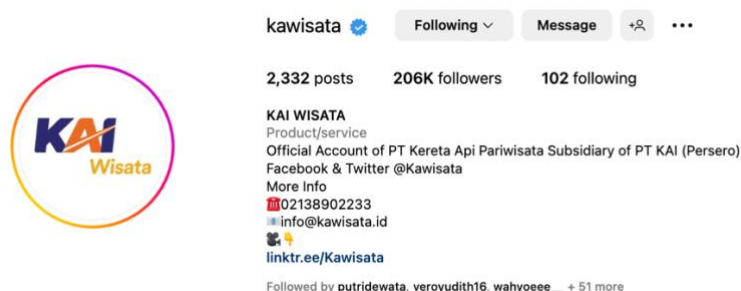 kawisata
Following
Message
2,332 posts 206K followers 102 following
KAI
Wisata
KAI WISATA
Product/service
Official Account of PT Kereta Api Pariwisata Subsidiary of PT KAI (Persero)
Facebook & Twitter @Kawisata
More Info
☎️02138902233
📧info@kawisata.id
🎥👇
linktr.ee/Kawisata
Followed by putridewata, veroyudith16, wahyoeee__ + 51 more